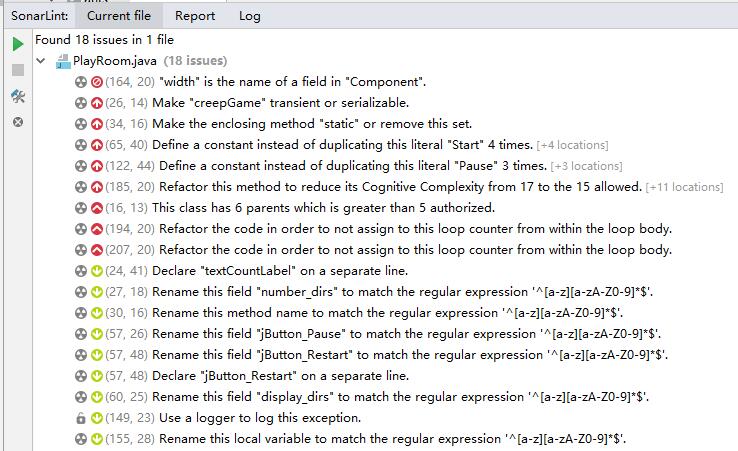 SonarLint: Current file Report Log
Found 18 issues in 1 file
PlayRoom.java (18 issues)
(164, 20) "width" is the name of a field in "Component".
(26, 14) Make "creepGame" transient or serializable.
(34, 16) Make the enclosing method "static" or remove this set.
(65, 40) Define a constant instead of duplicating this literal "Start" 4 times. [+4 locations]
(122, 44) Define a constant instead of duplicating this literal "Pause" 3 times. [+3 locations]
(185, 20) Refactor this method to reduce its Cognitive Complexity from 17 to the 15 allowed. [+11 locations]
(16, 13) This class has 6 parents which is greater than 5 authorized.
(194, 20) Refactor the code in order to not assign to this loop counter from within the loop body.
(207, 20) Refactor the code in order to not assign to this loop counter from within the loop body.
(24, 41) Declare "textCountLabel" on a separate line.
(27, 18) Rename this field "number_dirs" to match the regular expression '^[a-z][a-zA-Z0-9]*$'.
(30, 16) Rename this method name to match the regular expression '^[a-z][a-zA-Z0-9]*$'.
(57, 26) Rename this field "jButton_Pause" to match the regular expression '^[a-z][a-zA-Z0-9]*$'.
(57, 48) Rename this field "jButton_Restart" to match the regular expression '^[a-z][a-zA-Z0-9]*$'.
(57, 48) Declare "jButton_Restart" on a separate line.
(60, 25) Rename this field "display_dirs" to match the regular expression '^[a-z][a-zA-Z0-9]*$'.
(149, 23) Use a logger to log this exception.
(155, 28) Rename this local variable to match the regular expression '^[a-z][a-zA-Z0-9]*$'.